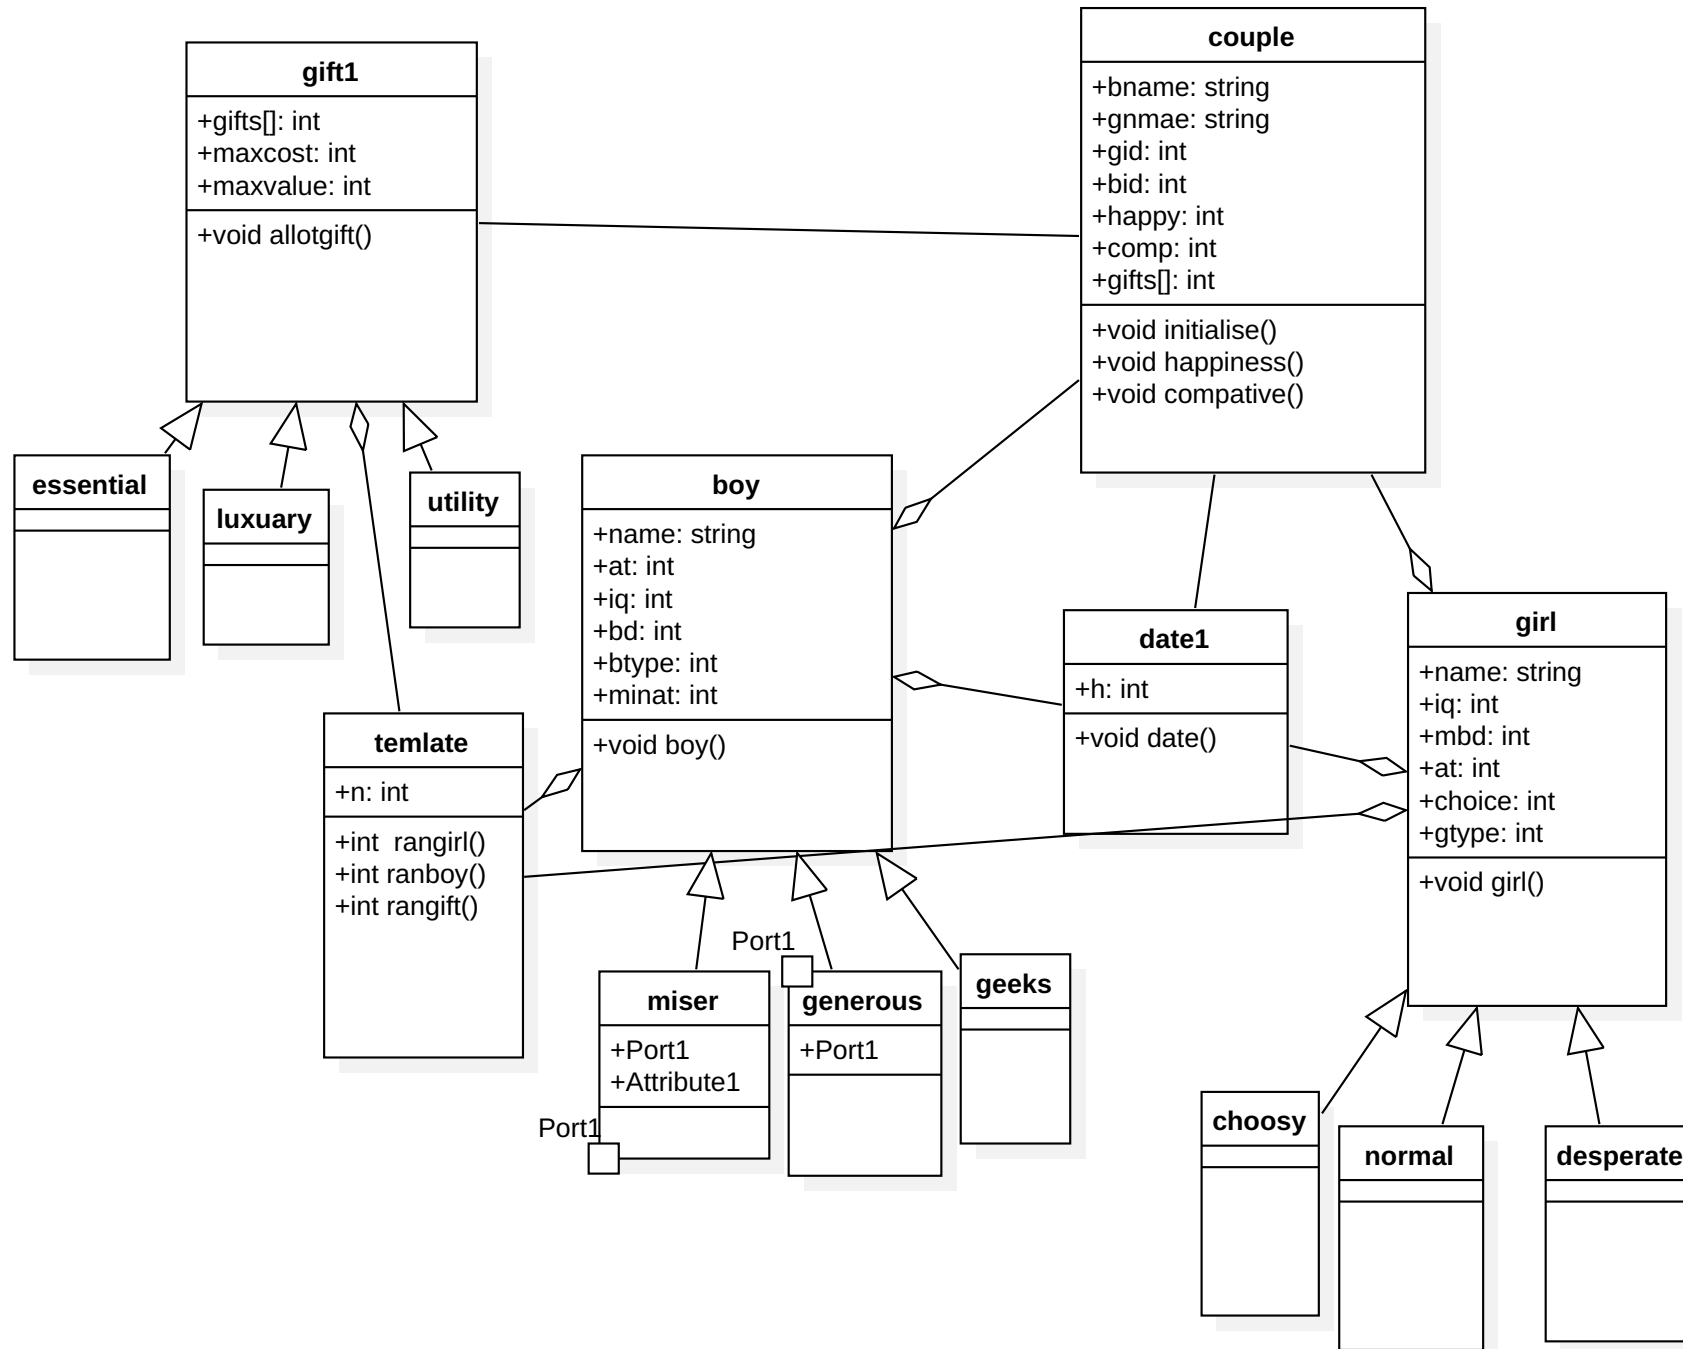 gift1
+gifts[]: int
+maxcost: int
+maxvalue: int
+void allotgift()
couple
+bname: string
+gnmae: string
+gid: int
+bid: int
+happy: int
+comp: int
+gifts[]: int
+void initialise()
+void happiness()
+void compative()
essential
luxuary
utility
boy
+name: string
+at: int
+iq: int
+bd: int
+btype: int
+minat: int
+void boy()
date1
+h: int
+void date()
girl
+name: string
+iq: int
+mbd: int
+at: int
+choice: int
+gtype: int
+void girl()
temlate
+n: int
+int  rangirl()
+int ranboy()
+int rangift()
Port1
miser
+Port1
+Attribute1
Port1
generous
+Port1
geeks
choosy
normal
desperate